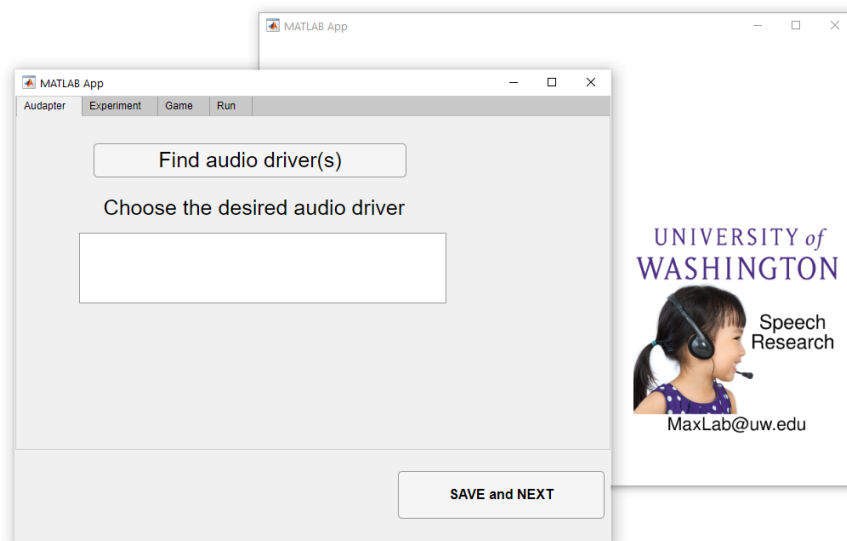 MATLAB App
MATLAB App
Audapter Experiment Game Run
Find audio driver(s)
Choose the desired audio driver
SAVE and NEXT
UNIVERSITY of
WASHINGTON
Speech
Research
MaxLab@uw.edu